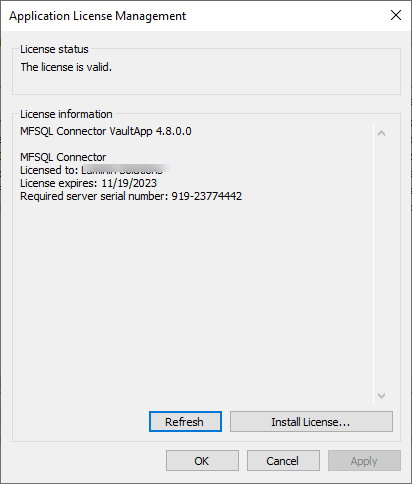 Application License Management
License status
The license is valid.
License information
MFSQL Connector VaultApp 4.8.0.0
MFSQL Connector
Licensed to:
License expires: 11/19/2023
Required server serial number: 919-23774442
Refresh
Install License...
OK
Cancel
Apply